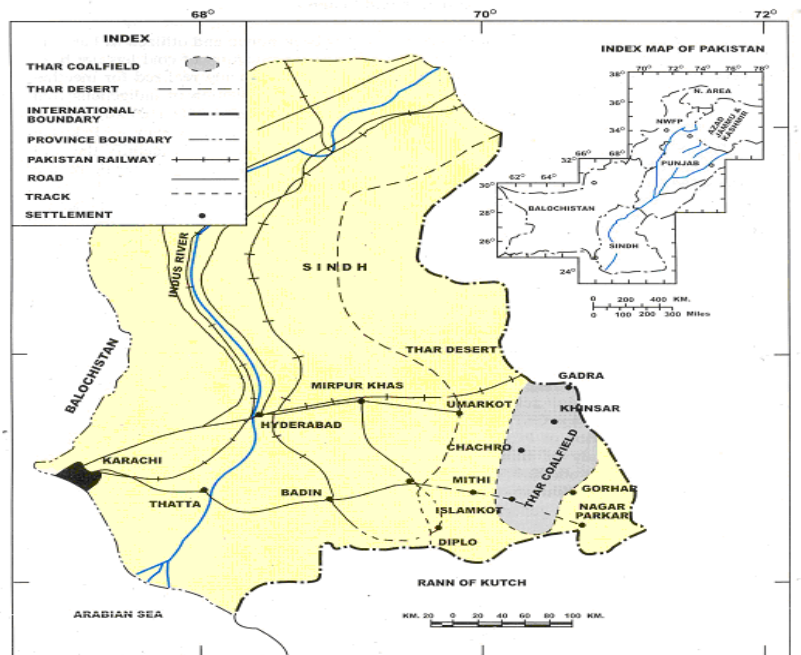 68°
70°
72°
INDEX
THAR COALFIELD
THAR DESERT
INTERNATIONAL
BOUNDARY
PROVINCE BOUNDARY
PAKISTAN RAILWAY
ROAD
TRACK
SETTLEMENT
INDEX MAP OF PAKISTAN
70° 72° 74° 76° 78°
38°
36°
34°
32°
66° 68°
62° 64°
30°
28°
26°
24°
N. AREA
NWFP
AZAD
JAMMU &
KASHMIR
PUNJAB
BALOCHISTAN
SINDH
0 200 400 KM.
0 100 200 300 Miles
INDUS RIVER
SINDH
BALOCHISTAN
THAR DESERT
GADRA
MIRPUR KHAS
UMARKOT
KHINSAR
HYDERABAD
CHACHRO
THAR COALFIELD
KARACHI
MITHI
GORHAR
THATTA
BADIN
ISLAMKOT
NAGAR
PARKAR
DIPLO
RANN OF KUTCH
ARABIAN SEA
KM. 20 0 20 40 60 80 100 KM.